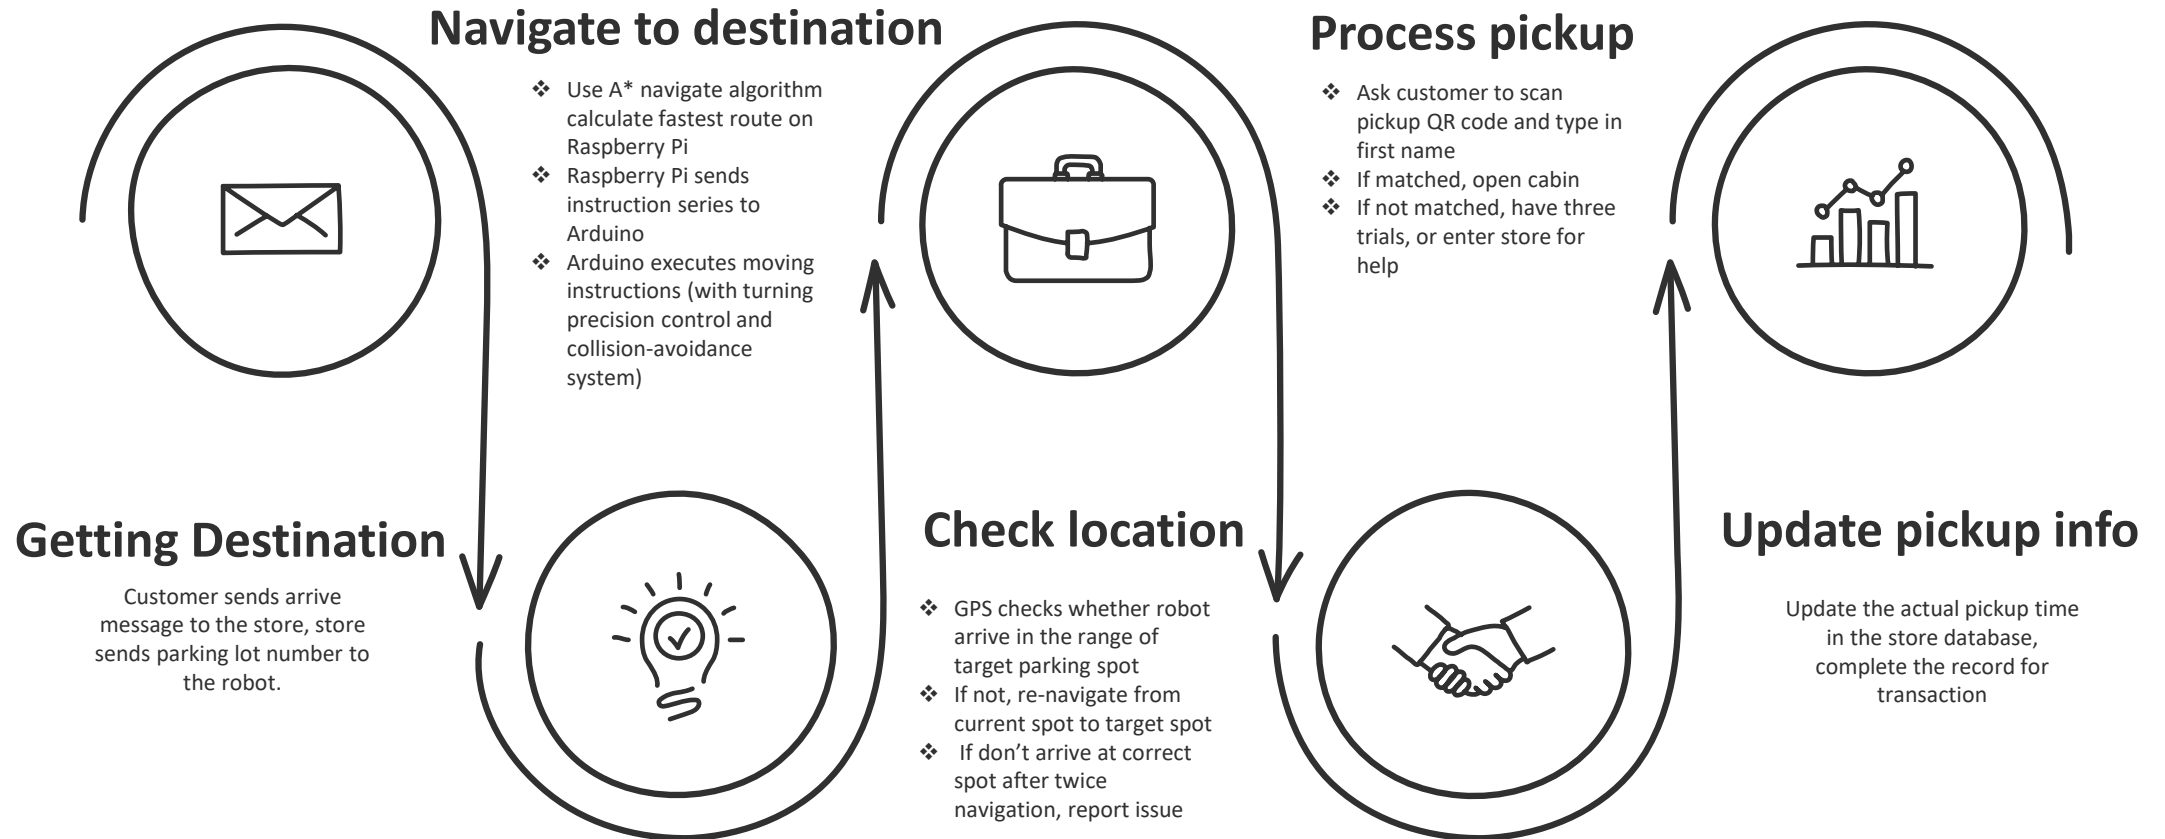 Getting Destination
Customer sends arrive
message to the store, store
sends parking lot number to
the robot.
Navigate to destination
❖ Use A* navigate algorithm
calculate fastest route on
Raspberry Pi
❖ Raspberry Pi sends
instruction series to
Arduino
❖ Arduino executes moving
instructions (with turning
precision control and
collision-avoidance
system)
Check location
❖ GPS checks whether robot
arrive in the range of
target parking spot
❖ If not, re-navigate from
current spot to target spot
❖ If don’t arrive at correct
spot after twice
navigation, report issue
Process pickup
❖ Ask customer to scan
pickup QR code and type in
first name
❖ If matched, open cabin
❖ If not matched, have three
trials, or enter store for
help
Update pickup info
Update the actual pickup time
in the store database,
complete the record for
transaction